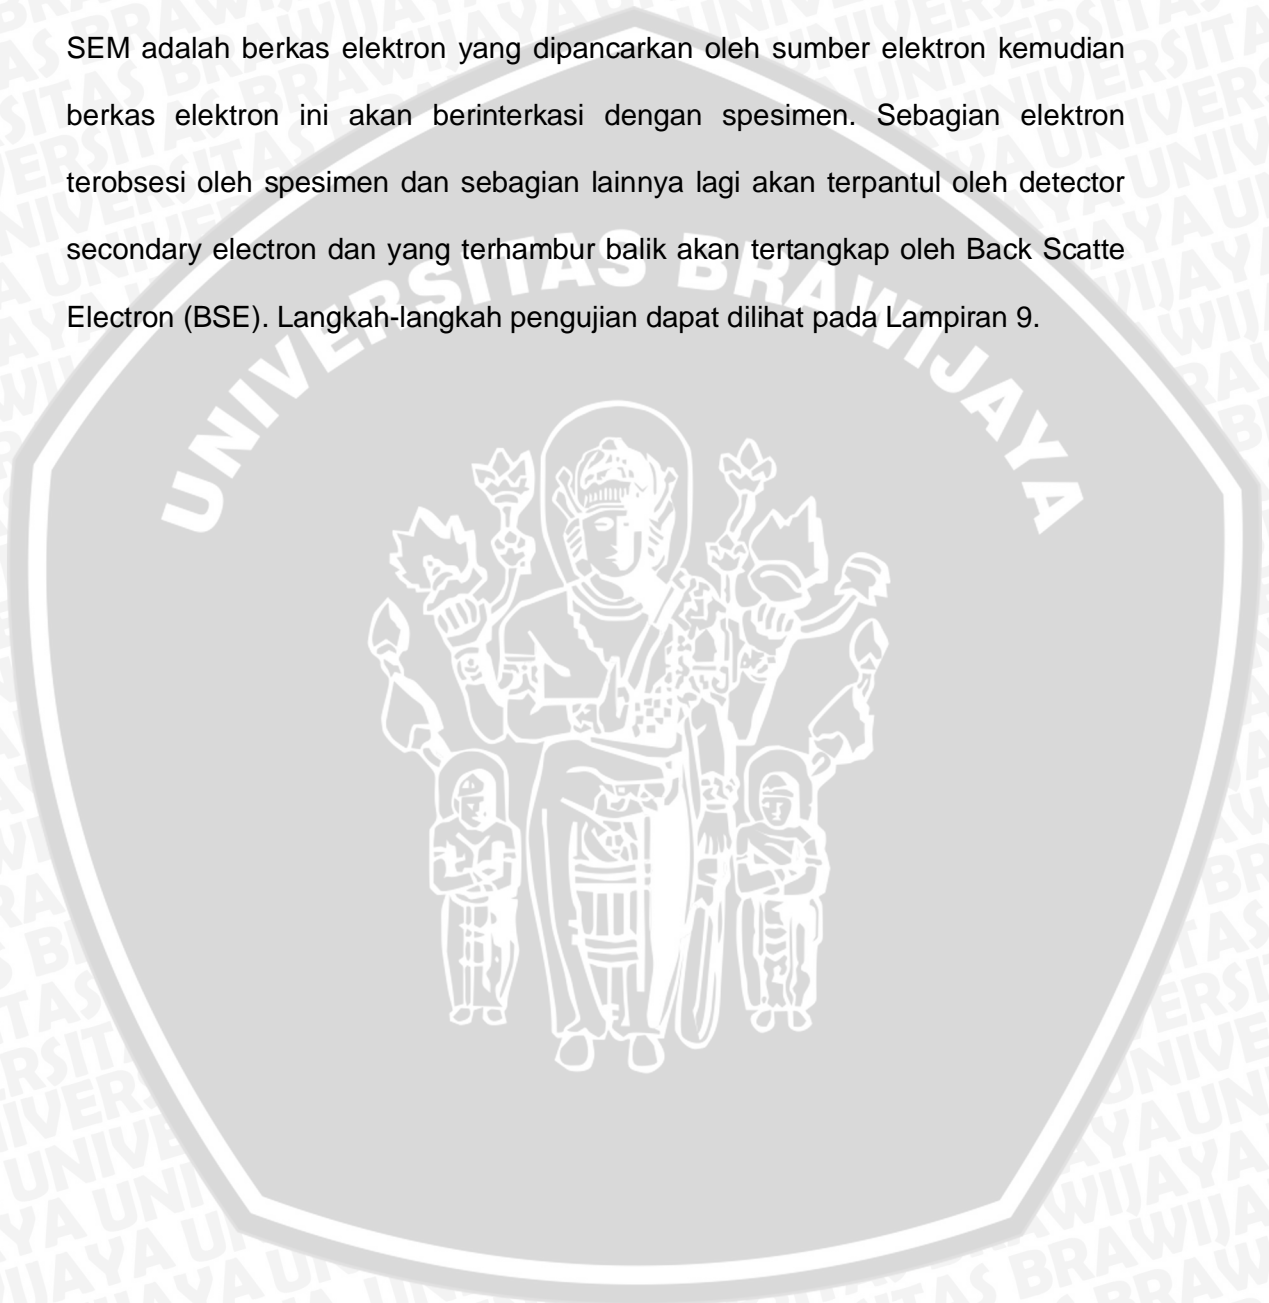 SEM adalah berkas elektron yang dipancarkan oleh sumber elektron kemudian
berkas elektron ini akan berinterkasi dengan spesimen. Sebagian elektron
terobsesi oleh spesimen dan sebagian lainnya lagi akan terpantul oleh detector
secondary electron dan yang terhambur balik akan tertangkap oleh Back Scatte
Electron (BSE). Langkah-langkah pengujian dapat dilihat pada Lampiran 9.
UNIVERSITAS BRAWIJAYA